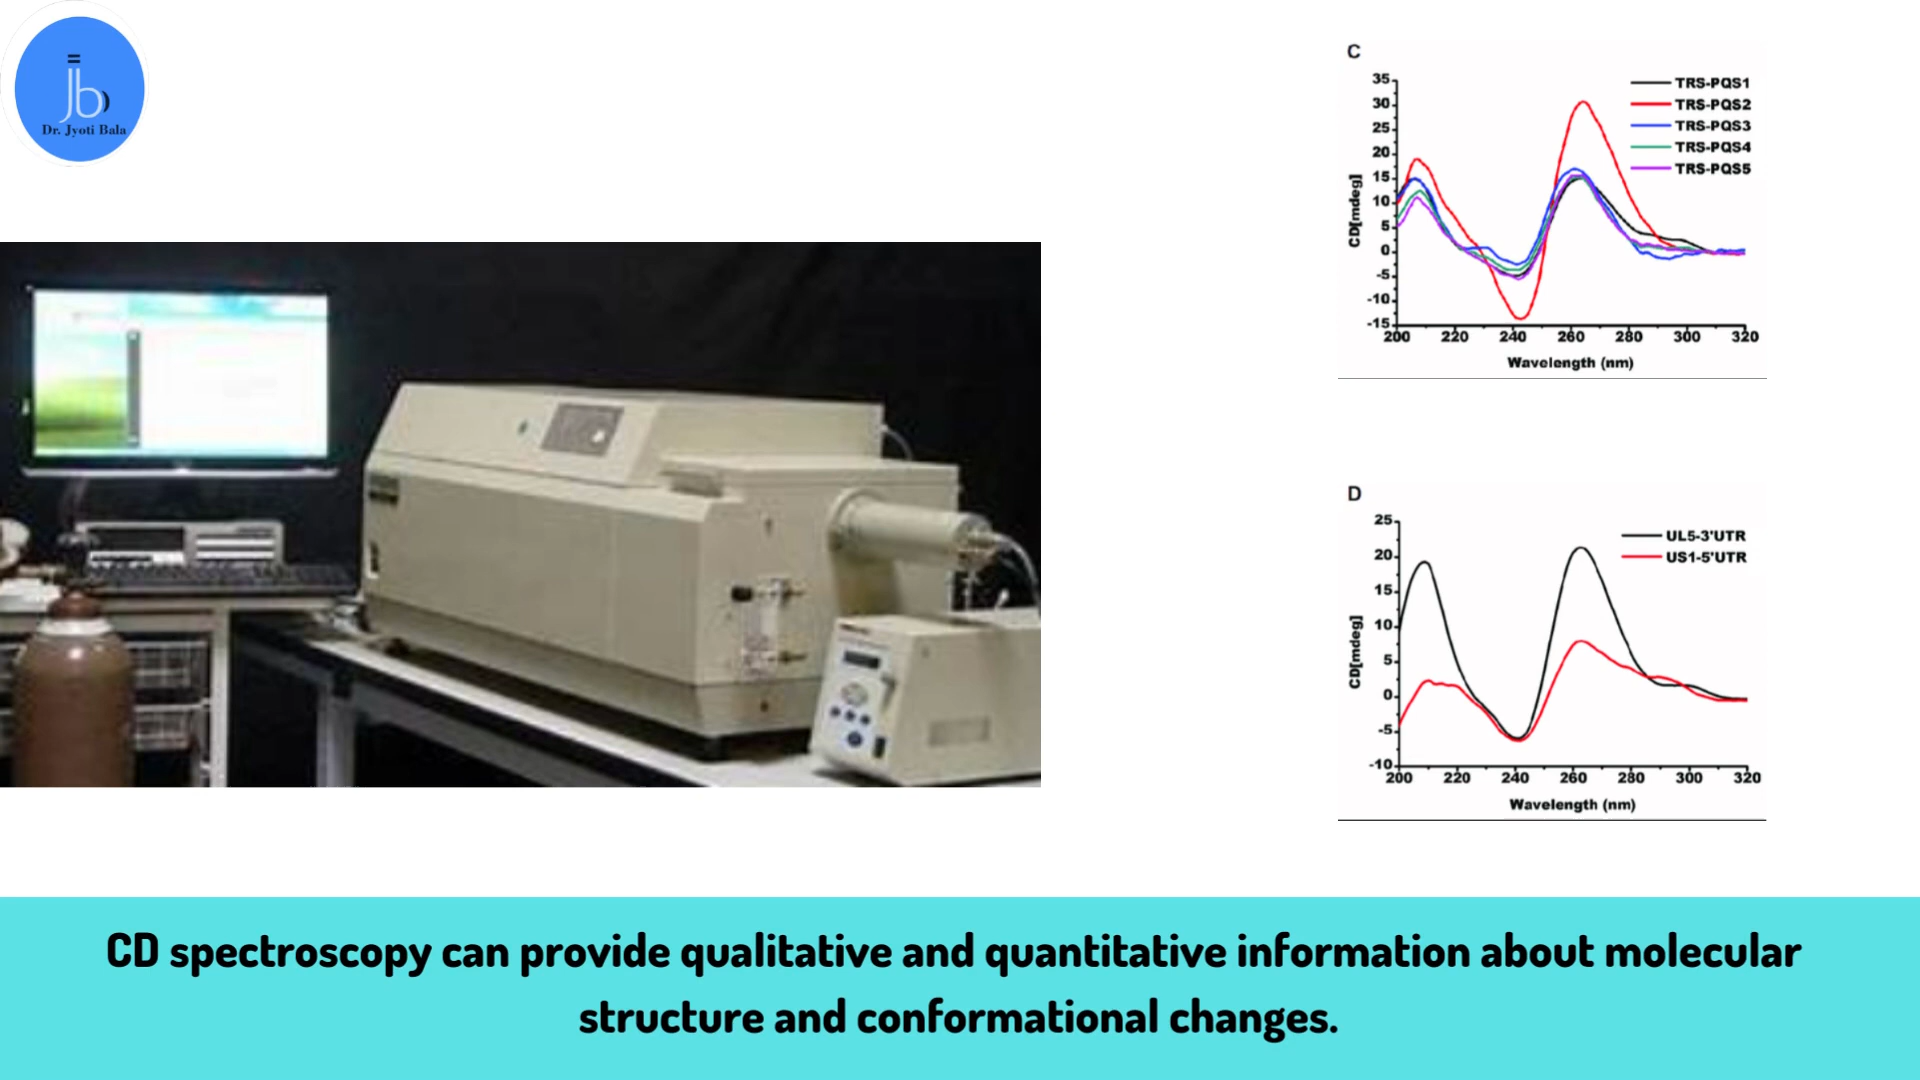 jb
Dr. Jyoti Bala
C
35
30
25
20
15
10
5
0
-5
-10
-15
CD[mdeg]
200 220 240 260 280 300 320
Wavelength (nm)
TRS-PQS1
TRS-PQS2
TRS-PQS3
TRS-PQS4
TRS-PQS5
D
25
20
15
10
5
0
-5
-10
CD[mdeg]
200 220 240 260 280 300 320
Wavelength (nm)
UL5-3'UTR
US1-5'UTR
CD spectroscopy can provide qualitative and quantitative information about molecular
structure and conformational changes.